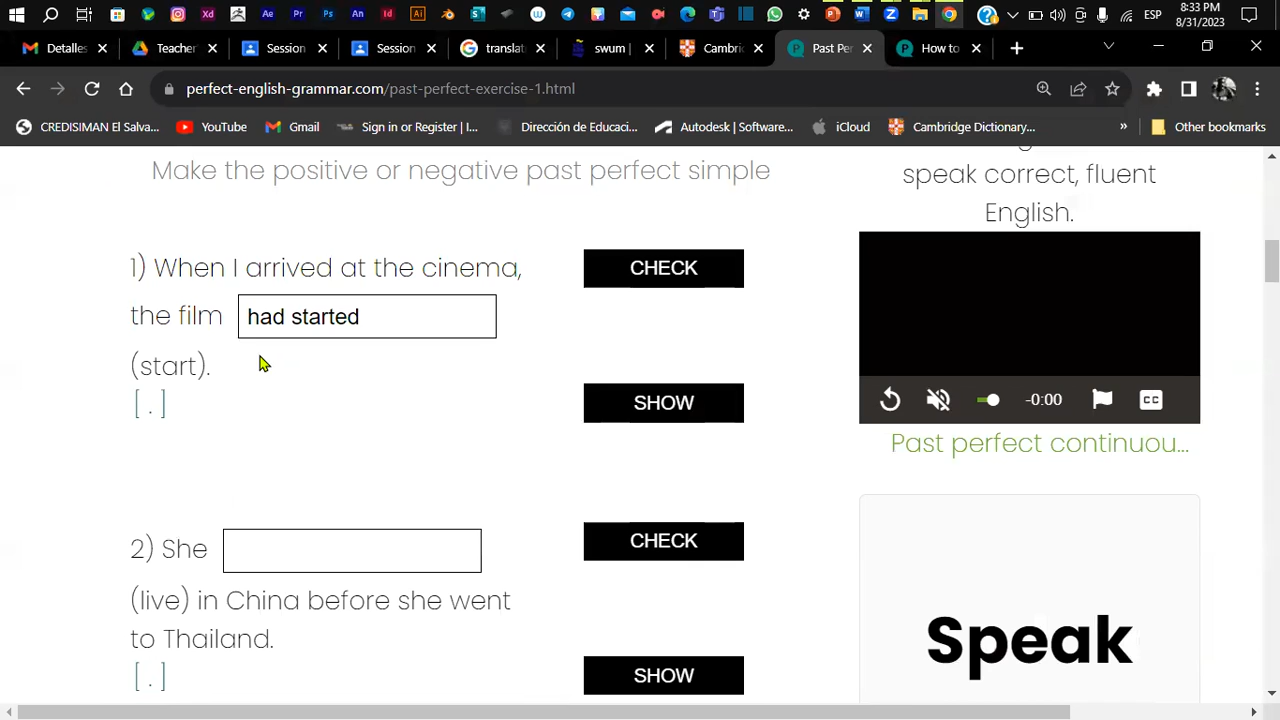 8:33 PM
ESP
8/31/2023
Detalles
Teacher
Session
Session
translati
swum |
Cambri
Past Per
How to
perfect-english-grammar.com/past-perfect-exercise-1.html
CREDISIMAN El Salva...
YouTube
Gmail
Sign in or Register | I...
Dirección de Educaci...
Autodesk | Software...
iCloud
Cambridge Dictionary...
»
Other bookmarks
Make the positive or negative past perfect simple
1) When I arrived at the cinema,
the film had started
(start).
[ . ]
CHECK
SHOW
2) She
(live) in China before she went
to Thailand.
[ . ]
CHECK
SHOW
speak correct, fluent
English.
-0:00
CC
Past perfect continuou...
Speak